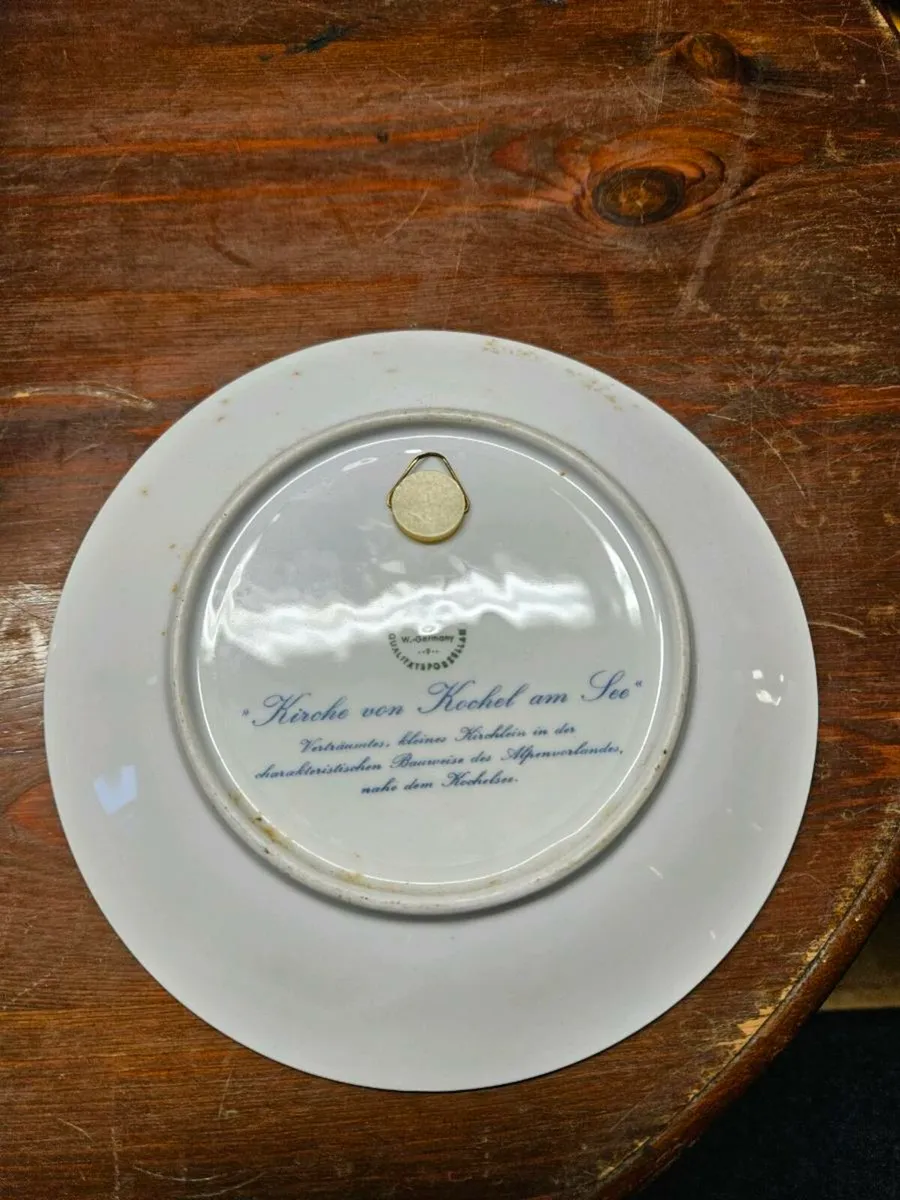 W.-Germany
QUALITÄTSPORZELLAN
"Kirche von Kochel am See"
Verträumtes, kleines Kirchlein in der
charakteristischen Bauweise des Alpenvorlandes,
nahe dem Kochelsee.